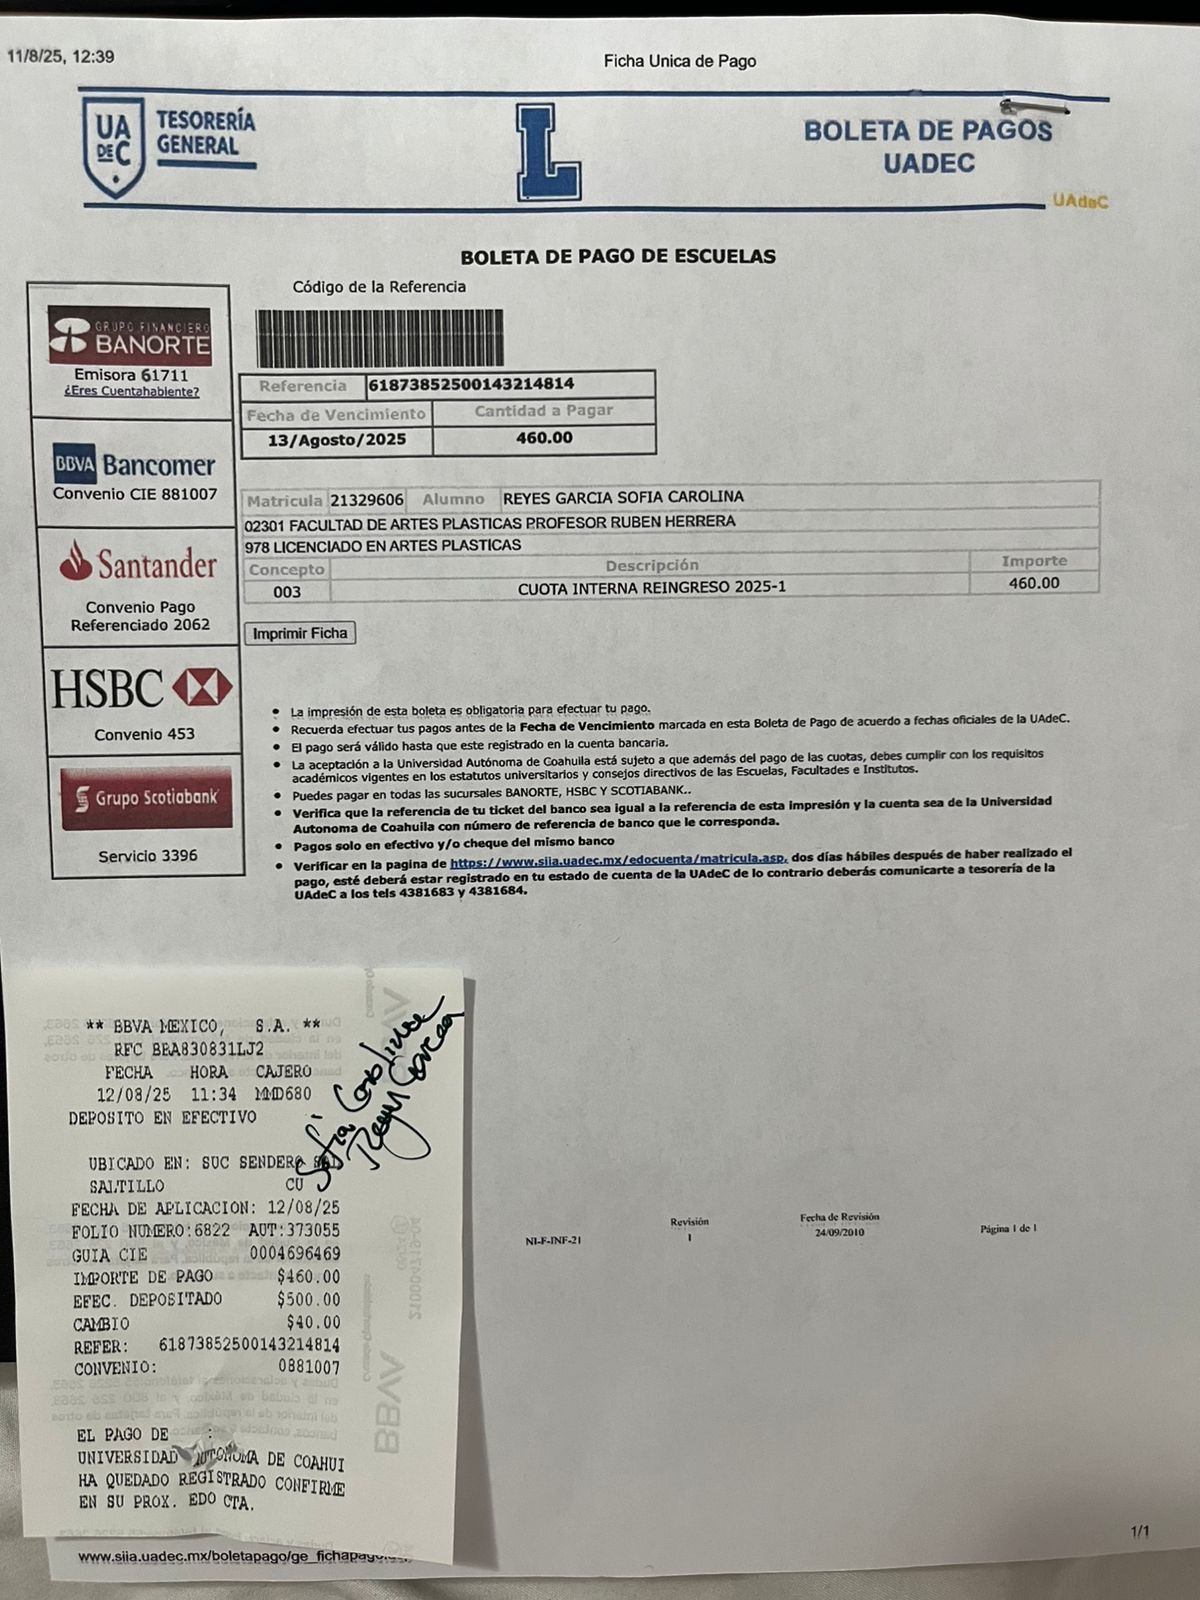 11/8/25, 12:39
Ficha Unica de Pago
UA DE C
TESORERÍA
GENERAL
L
BOLETA DE PAGOS
UADEC
UAdeC
BOLETA DE PAGO DE ESCUELAS
Código de la Referencia
GRUPO FINANCIERO
BANORTE
Emisora 61711
¿Eres Cuentahabiente?
Referencia 61873852500143214814
Fecha de Vencimiento Cantidad a Pagar
13/Agosto/2025 460.00
BBVA Bancomer
Convenio CIE 881007
Santander
Convenio Pago
Referenciado 2062
HSBC
Convenio 453
Grupo Scotiabank
Servicio 3396
Matricula 21329606 Alumno REYES GARCIA SOFIA CAROLINA
02301 FACULTAD DE ARTES PLASTICAS PROFESOR RUBEN HERRERA
978 LICENCIADO EN ARTES PLASTICAS
Concepto Descripción Importe
003 CUOTA INTERNA REINGRESO 2025-1 460.00
Imprimir Ficha
• La impresión de esta boleta es obligatoria para efectuar tu pago.
• Recuerda efectuar tus pagos antes de la Fecha de Vencimiento marcada en esta Boleta de Pago de acuerdo a fechas oficiales de la UAdeC.
• El pago será válido hasta que este registrado en la cuenta bancaria.
• La aceptación a la Universidad Autónoma de Coahuila está sujeto a que además del pago de las cuotas, debes cumplir con los requisitos
académicos vigentes en los estatutos universitarios y consejos directivos de las Escuelas, Facultades e Institutos.
• Puedes pagar en todas las sucursales BANORTE, HSBC Y SCOTIABANK..
• Verifica que la referencia de tu ticket del banco sea igual a la referencia de esta impresión y la cuenta sea de la Universidad
Autonoma de Coahuila con número de referencia de banco que le corresponda.
• Pagos solo en efectivo y/o cheque del mismo banco
• Verificar en la pagina de https://www.siia.uadec.mx/edocuenta/matricula.asp, dos días hábiles después de haber realizado el
pago, esté deberá estar registrado en tu estado de cuenta de la UAdeC de lo contrario deberás comunicarte a tesorería de la
UAdeC a los tels 4381683 y 4381684.
** BBVA MEXICO, S.A. **
RFC BBA830831LJ2
FECHA HORA CAJERO
12/08/25 11:34 MMD680
DEPOSITO EN EFECTIVO
Sofia Carolina
Reyes Garcia
UBICADO EN: SUC SENDERO
SALTILLO CU
FECHA DE APLICACION: 12/08/25
FOLIO NUMERO:6822 AUT:373055
GUIA CIE 0004696469
IMPORTE DE PAGO $460.00
EFEC. DEPOSITADO $500.00
CAMBIO $40.00
REFER: 61873852500143214814
CONVENIO: 0881007
EL PAGO DE :
UNIVERSIDAD AUTONOMA DE COAHUI
HA QUEDADO REGISTRADO CONFIRME
EN SU PROX. EDO CTA.
NI-F-INF-21
Revisión
1
Fecha de Revisión
24/09/2010
Página 1 de 1
1/1
www.siia.uadec.mx/boletapago/ge_fichapago